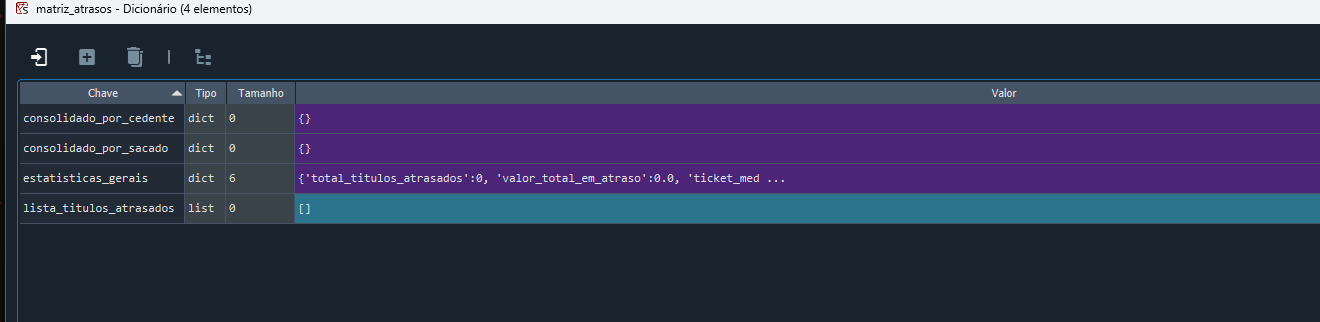 matriz_atrasos - Dicionário (4 elementos)
Chave Tipo Tamanho Valor
consolidado_por_cedente dict 0 {}
consolidado_por_sacado dict 0 {}
estatisticas_gerais dict 6 {'total_titulos_atrasados':0, 'valor_total_em_atraso':0.0, 'ticket_med ...
lista_titulos_atrasados list 0 []